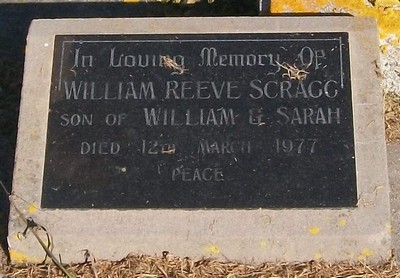 In Loving Memory Of
WILLIAM REEVE SCRAGG
SON OF WILLIAM & SARAH
DIED 12TH MARCH 1977
PEACE